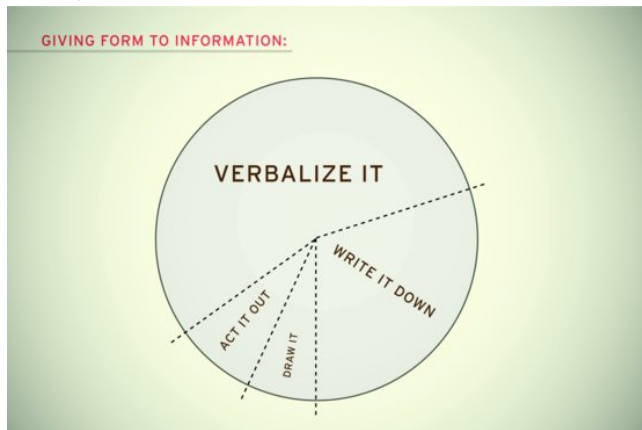 GIVING FORM TO INFORMATION:
VERBALIZE IT
WRITE IT DOWN
ACT IT OUT
DRAW IT